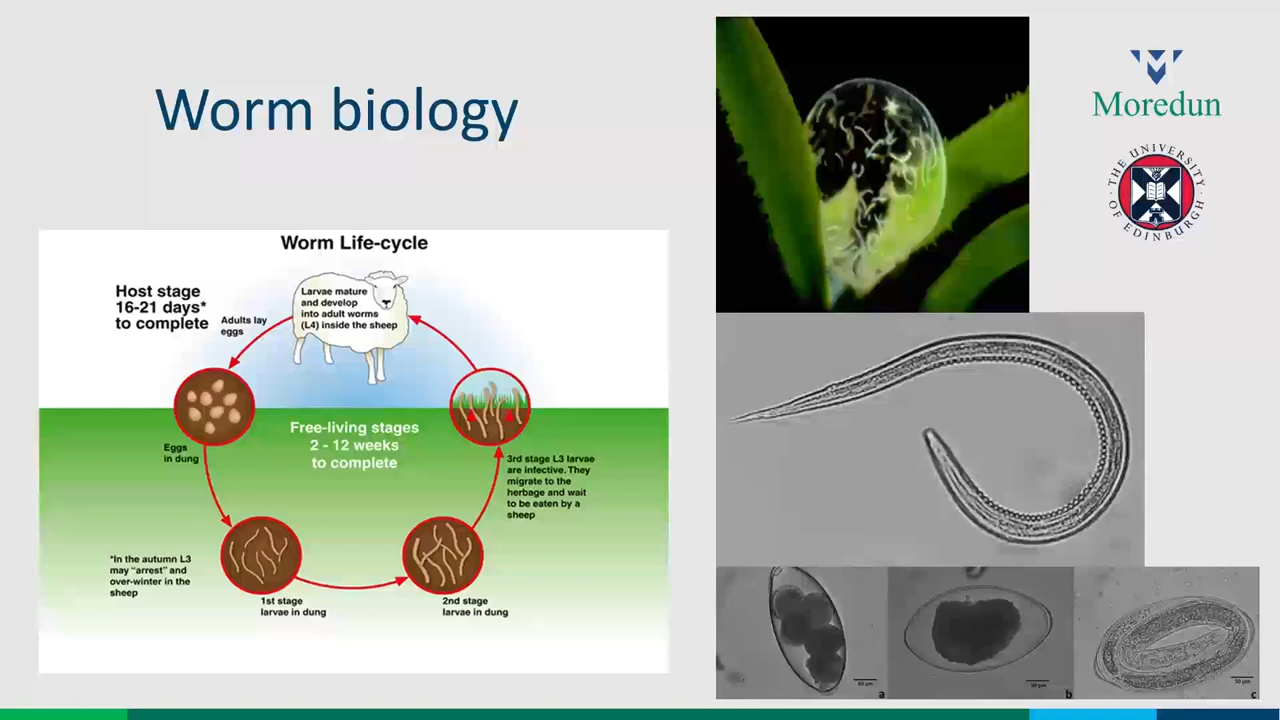 Worm biology
Worm Life-cycle
Host stage
16-21 days*
to complete
Adults lay
eggs
Larvae mature
and develop
into adult worms
(L4) inside the sheep
Eggs
in dung
Free-living stages
2 - 12 weeks
to complete
3rd stage L3 larvae
are infective. They
migrate to the
herbage and wait
to be eaten by a
sheep
*In the autumn L3
may “arrest” and
over-winter in the
sheep
1st stage
larvae in dung
2nd stage
larvae in dung
Moredun
THE UNIVERSITY
OF EDINBURGH
a
b
c